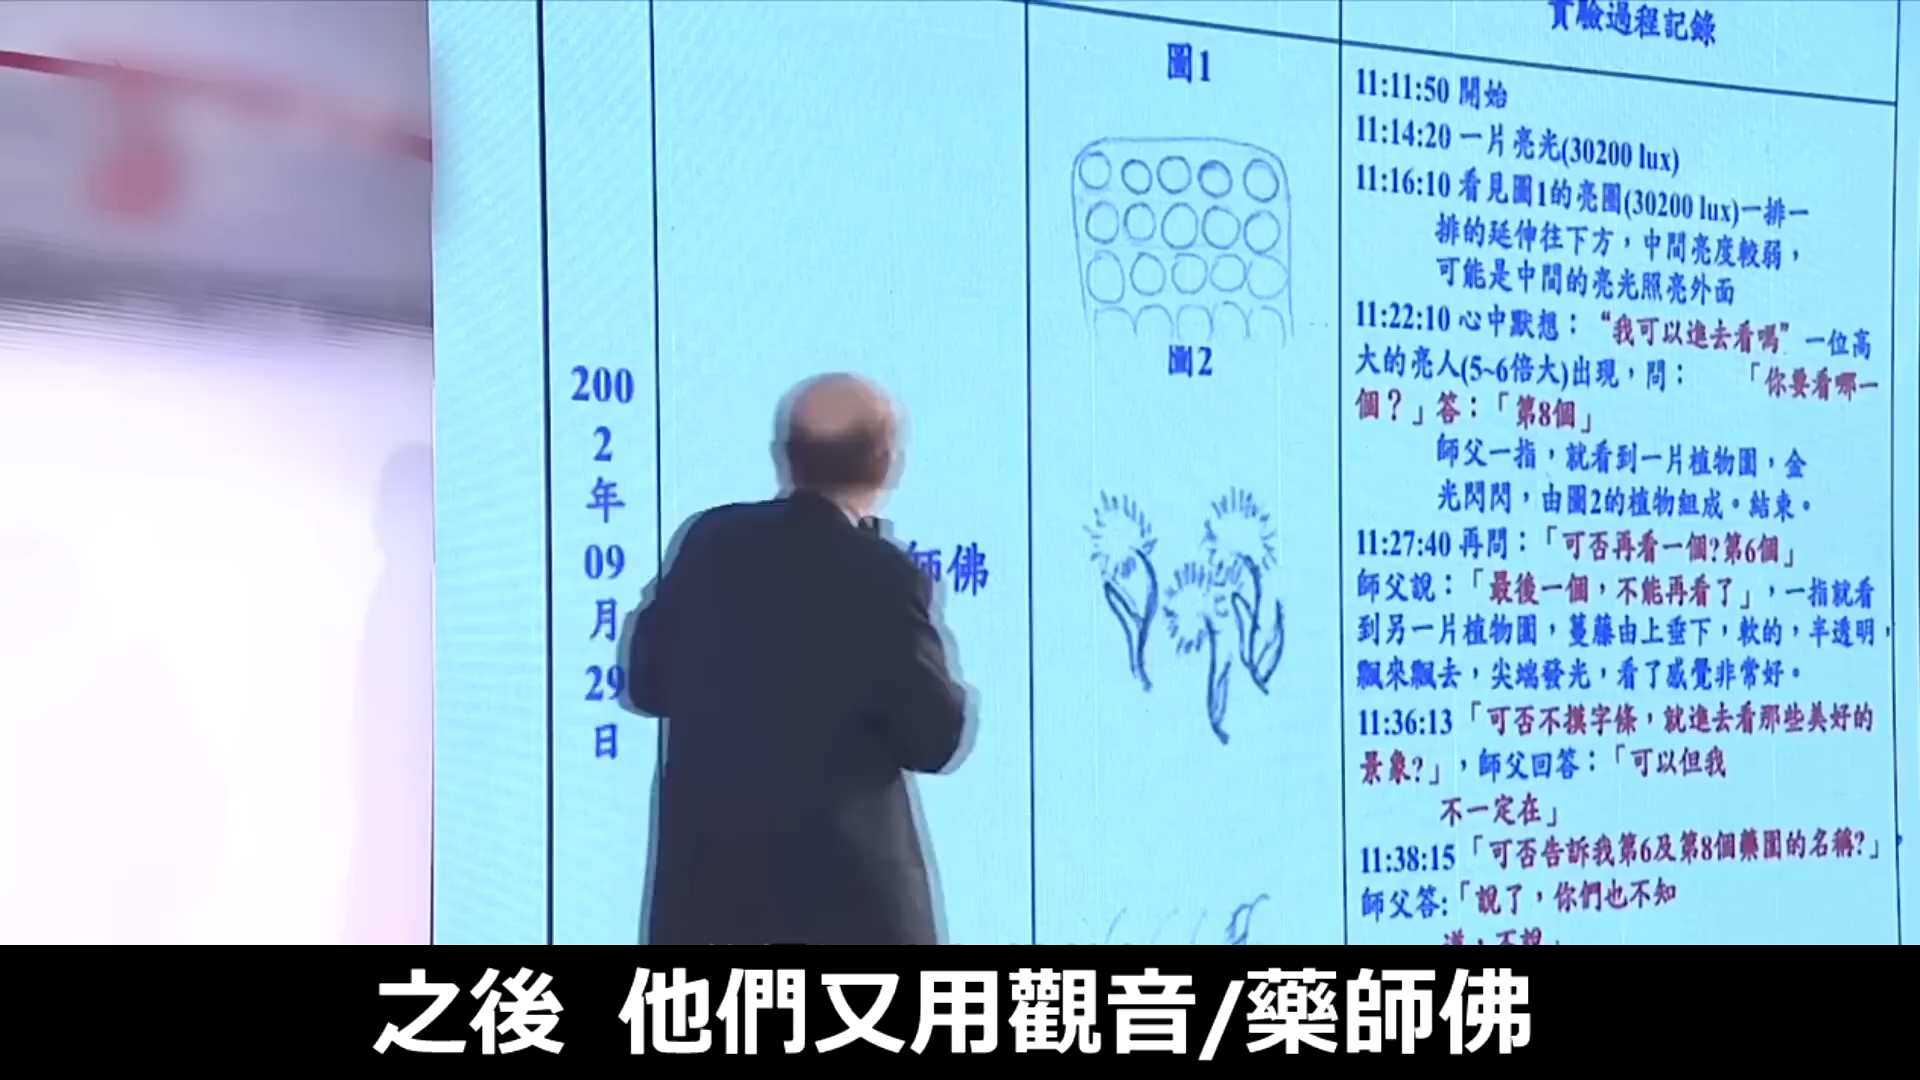 實驗過程記錄
圖1
圖2
200
2
年
09
月
29
日
師佛
11:11:50 開始
11:14:20 一片亮光(30200 lux)
11:16:10 看見圖1的亮圈(30200 lux)一排一
排的延伸往下方，中間亮度較弱，
可能是中間的亮光照亮外面
11:22:10 心中默想：“我可以進去看嗎”一位高
大的亮人(5~6倍大)出現，問：「你要看哪一
個？」答：「第8個」
師父一指，就看到一片植物園，金
光閃閃，由圖2的植物組成。結束。
11:27:40 再問：「可否再看一個?第6個」
師父說：「最後一個，不能再看了」，一指就看
到另一片植物園，蔓藤由上垂下，軟的，半透明，
飄來飄去，尖端發光，看了感覺非常好。
11:36:13「可否不摸字條，就進去看那些美好的
景象?」，師父回答：「可以但我
不一定在」
11:38:15「可否告訴我第6及第8個藥園的名稱?」，
師父答:「說了，你們也不知
道，不說」
之後 他們又用觀音/藥師佛